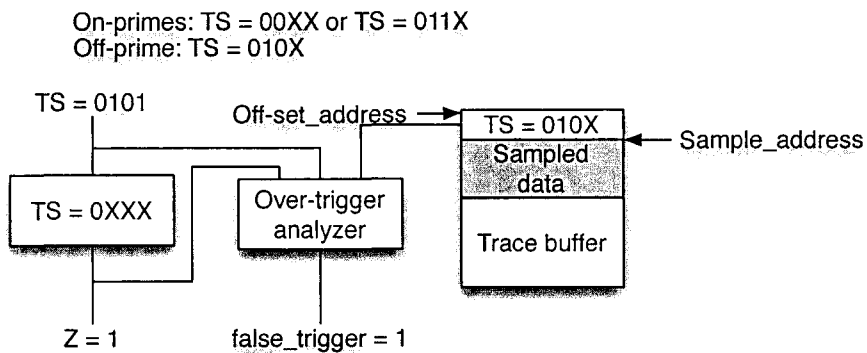 On-primes: TS = 00XX or TS = 011X
Off-prime: TS = 010X
TS = 0101
Off-set_address
TS = 010X
Sample_address
Sampled
data
TS = 0XXX
Over-trigger
analyzer
Trace buffer
Z = 1
false_trigger = 1